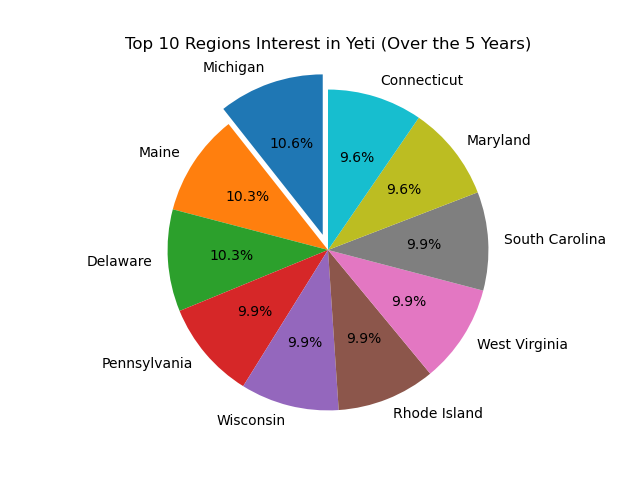 Top 10 Regions Interest in Yeti (Over the 5 Years)
Michigan
10.6%
Maine
10.3%
Delaware
10.3%
Pennsylvania
9.9%
Wisconsin
9.9%
Rhode Island
9.9%
West Virginia
9.9%
South Carolina
9.9%
Maryland
9.6%
Connecticut
9.6%